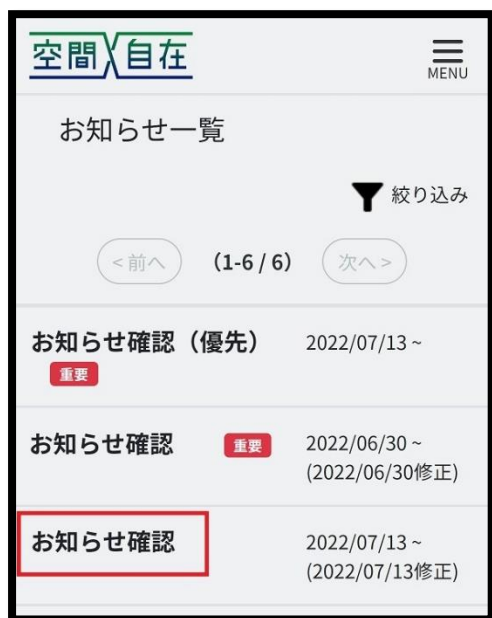 空間自在
MENU
お知らせ一覧
絞り込み
<前へ (1-6 / 6) 次へ>
お知らせ確認（優先） 2022/07/13 ~
重要
お知らせ確認 重要 2022/06/30 ~
(2022/06/30修正)
お知らせ確認 2022/07/13 ~
(2022/07/13修正)